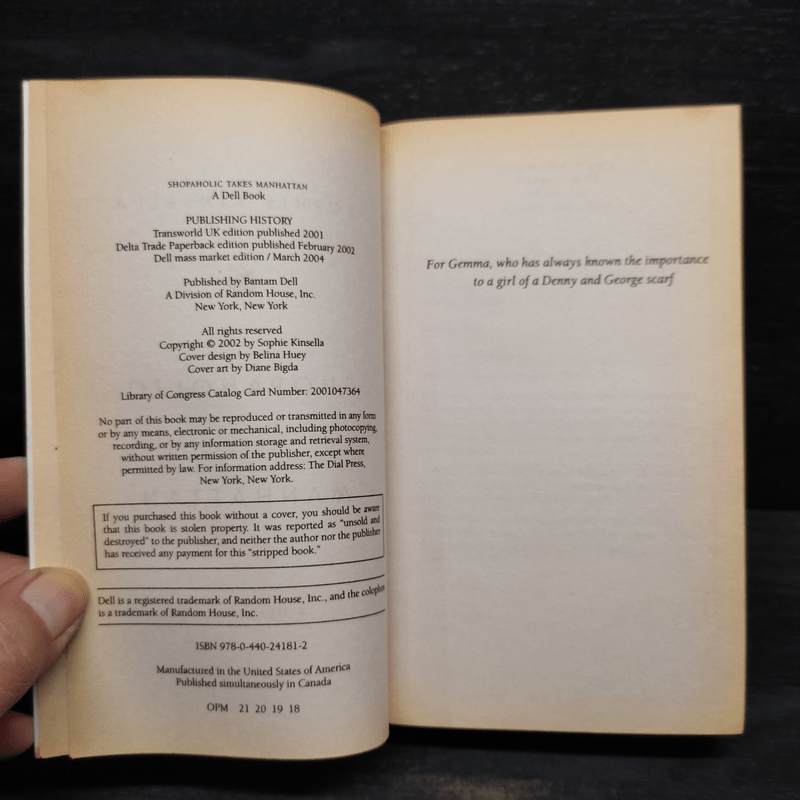 SHOPAHOLIC TAKES MANHATTAN
A Dell Book
PUBLISHING HISTORY
Transworld UK edition published 2001
Delta Trade Paperback edition published February 2002
Dell mass market edition / March 2004
Published by Bantam Dell
A Division of Random House, Inc.
New York, New York
All rights reserved
Copyright © 2002 by Sophie Kinsella
Cover design by Belina Huey
Cover art by Diane Bigda
Library of Congress Catalog Card Number: 2001047364
No part of this book may be reproduced or transmitted in any form
or by any means, electronic or mechanical, including photocopying,
recording, or by any information storage and retrieval system,
without written permission of the publisher, except where
permitted by law. For information address: The Dial Press,
New York, New York.
If you purchased this book without a cover, you should be aware
that this book is stolen property. It was reported as "unsold and
destroyed" to the publisher, and neither the author nor the publisher
has received any payment for this "stripped book."
Dell is a registered trademark of Random House, Inc., and the colophon
is a trademark of Random House, Inc.
ISBN 978-0-440-24181-2
Manufactured in the United States of America
Published simultaneously in Canada
OPM 21 20 19 18
For Gemma, who has always known the importance
to a girl of a Denny and George scarf